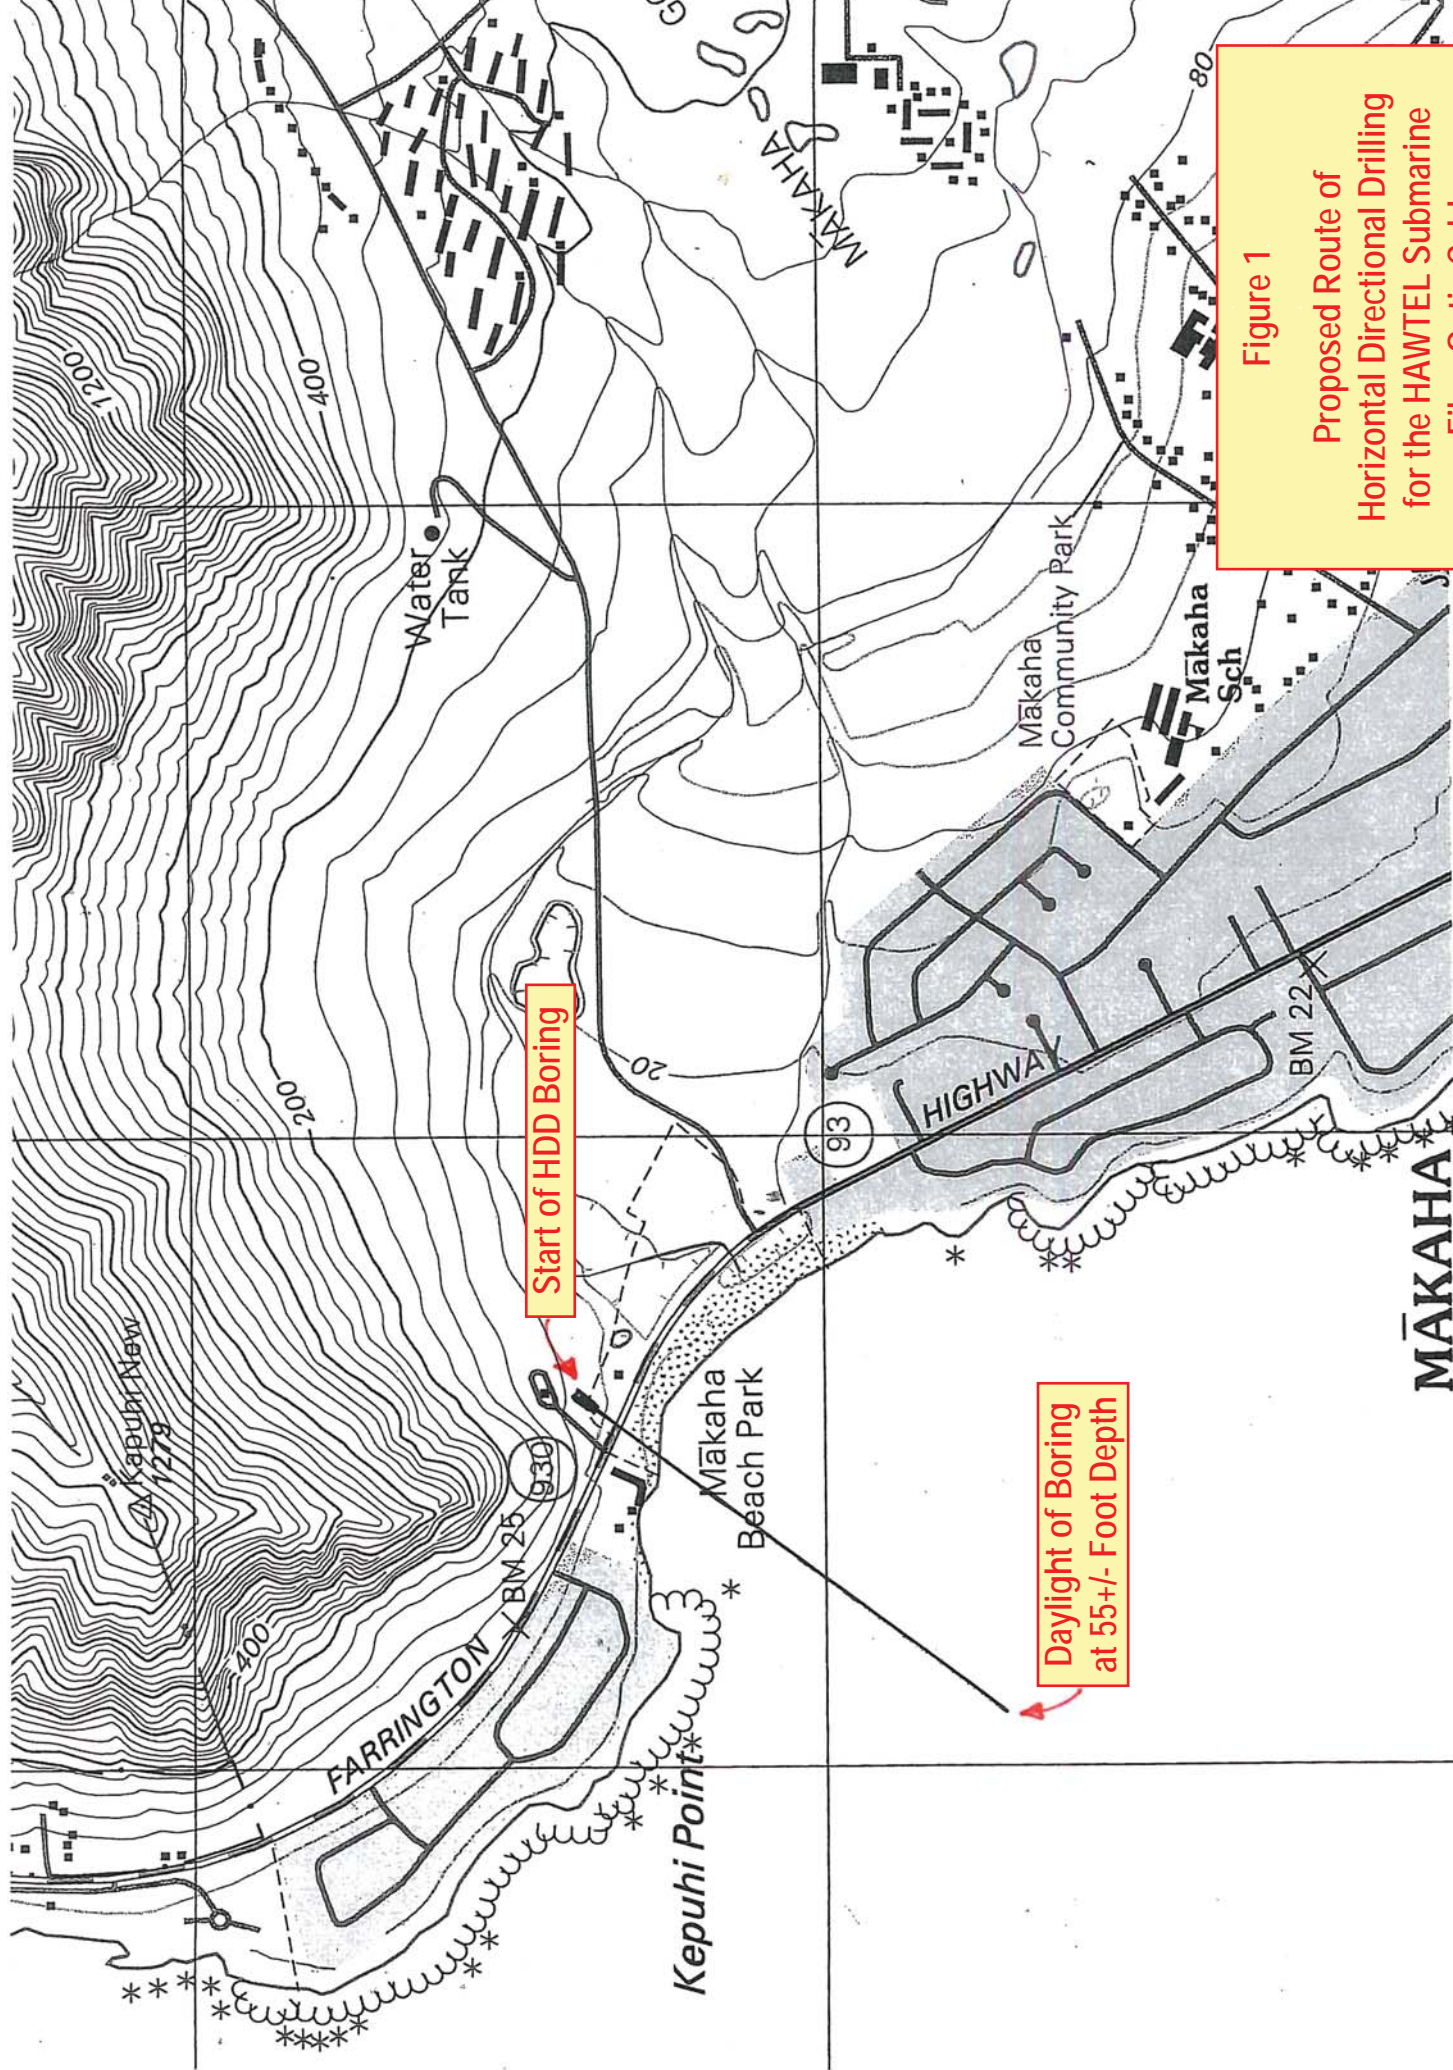 Figure 1
Proposed Route of
Horizontal Directional Drilling
for the HAWTEL Submarine
Start of HDD Boring
Daylight of Boring
at 55+/- Foot Depth
Kapuhi New
1279
1200
400
200
400
20
80
Water
Tank
MĀKAHA
930
BM 25
FARRINGTON
Mākaha
Beach Park
Kepuhi Point
93
HIGHWAY
BM 22
Mākaha
Community Park
Mākaha
Sch
MĀKAHA